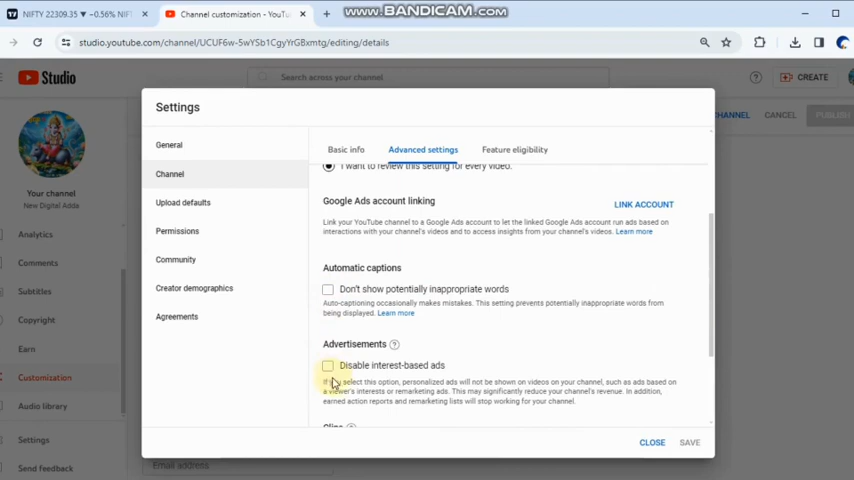 www.BANDICAM.com
NIFTY 22309.35 ▼ −0.56% NIFT
Channel customization - YouTu
studio.youtube.com/channel/UCUF6w-5wYSb1CgyYrGBxmtg/editing/details
Studio
Search across your channel
CREATE
CHANNEL
CANCEL
PUBLISH
Your channel
New Digital Adda
Analytics
Comments
Subtitles
Copyright
Earn
Customization
Audio library
Settings
Send feedback
Settings
General
Channel
Upload defaults
Permissions
Community
Creator demographics
Agreements
Basic info
Advanced settings
Feature eligibility
I want to review this setting for every video.
Google Ads account linking
LINK ACCOUNT
Link your YouTube channel to a Google Ads account to let the linked Google Ads account run ads based on
interactions with your channel's videos and to access insights from your channel's videos. Learn more
Automatic captions
Don't show potentially inappropriate words
Auto-captioning occasionally makes mistakes. This setting prevents potentially inappropriate words from
being displayed. Learn more
Advertisements
Disable interest-based ads
If you select this option, personalized ads will not be shown on videos on your channel, such as ads based on
a viewer's interests or remarketing ads. This may significantly reduce your channel's revenue. In addition,
earned action reports and remarketing lists will stop working for your channel.
Clips
CLOSE
SAVE
Email address